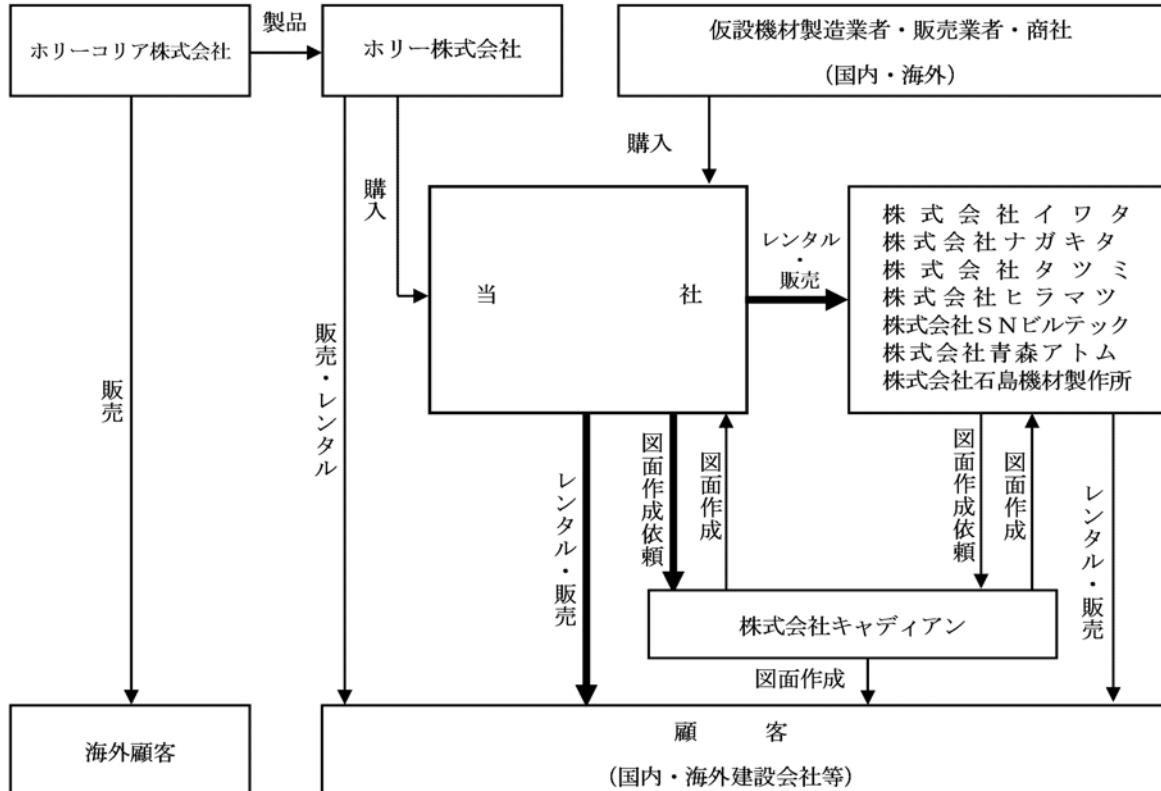 製品
ホリーコリア株式会社
ホリー株式会社
仮設機材製造業者・販売業者・商社
（国内・海外）
購入
購入
当社
レンタル
・
販売
株式会社イワタ
株式会社ナガキタ
株式会社タツミ
株式会社ヒラマツ
株式会社ＳＮビルテック
株式会社青森アトム
株式会社石島機材製作所
販売
販売・レンタル
レンタル・販売
図面作成依頼
図面作成
図面作成依頼
図面作成
レンタル・販売
株式会社キャディアン
図面作成
海外顧客
顧客
（国内・海外建設会社等）